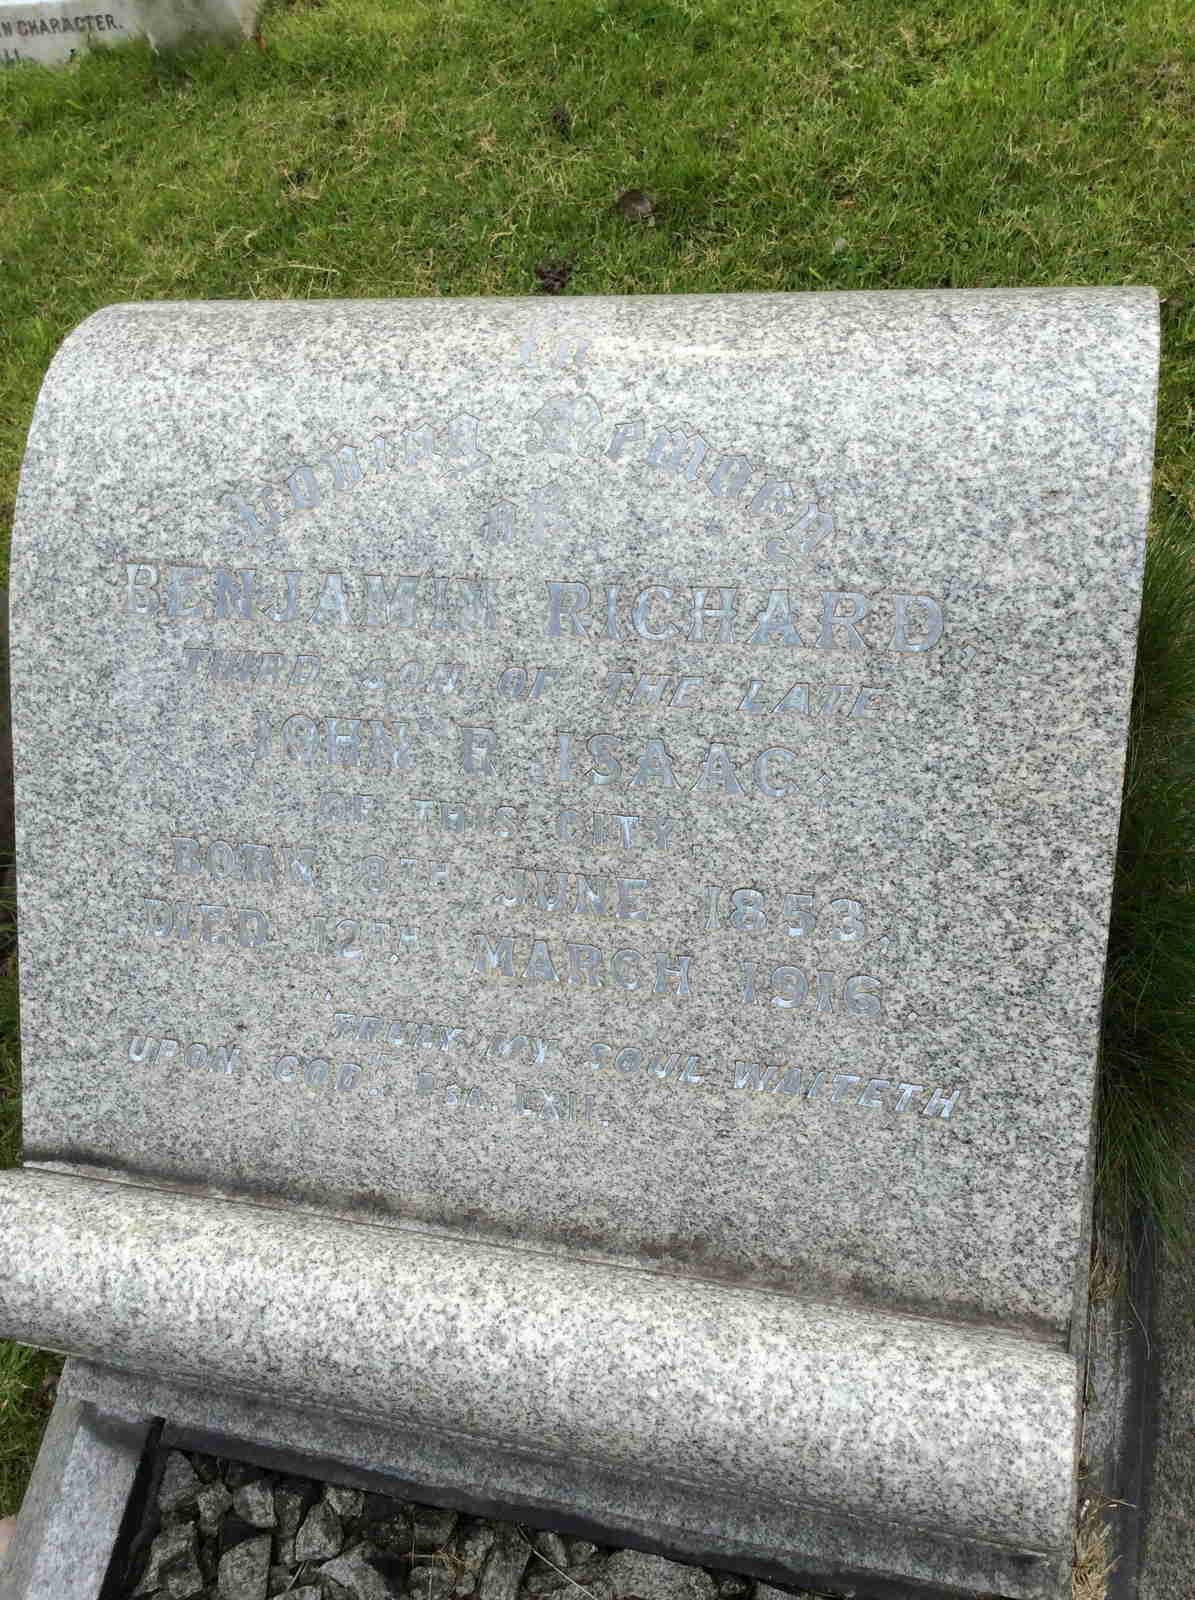 N CHARACTER.
In
Loving Memory
of
BENJAMIN RICHARD,
THIRD SON OF THE LATE
JOHN F. ISAAC,
OF THIS CITY,
BORN 8TH JUNE 1853,
DIED 12TH MARCH 1916.
TRULY MY SOUL WAITETH
UPON GOD. PSA. LXII.